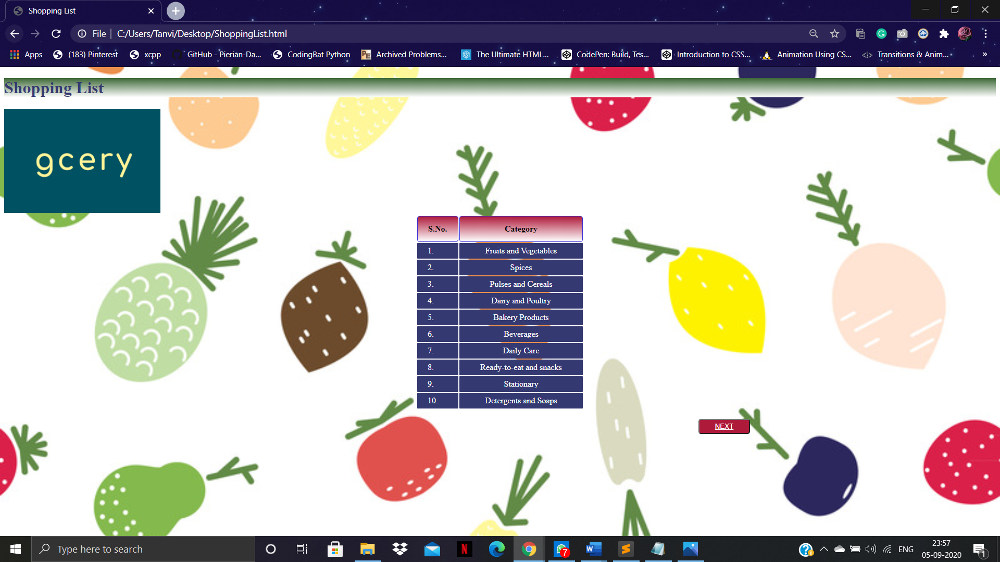 Shopping List
File
C:/Users/Tanvi/Desktop/ShoppingList.html
Apps (183) Pinterest xcpp GitHub - Pierian-Da... CodingBat Python Archived Problems... The Ultimate HTML... CodePen: Build, Tes... Introduction to CSS... Animation Using CS... Transitions & Anim... »
Shopping List
gcery
S.No. Category
1. Fruits and Vegetables
2. Spices
3. Pulses and Cereals
4. Dairy and Poultry
5. Bakery Products
6. Beverages
7. Daily Care
8. Ready-to-eat and snacks
9. Stationary
10. Detergents and Soaps
NEXT
Type here to search
7
ENG
23:57
05-09-2020
1